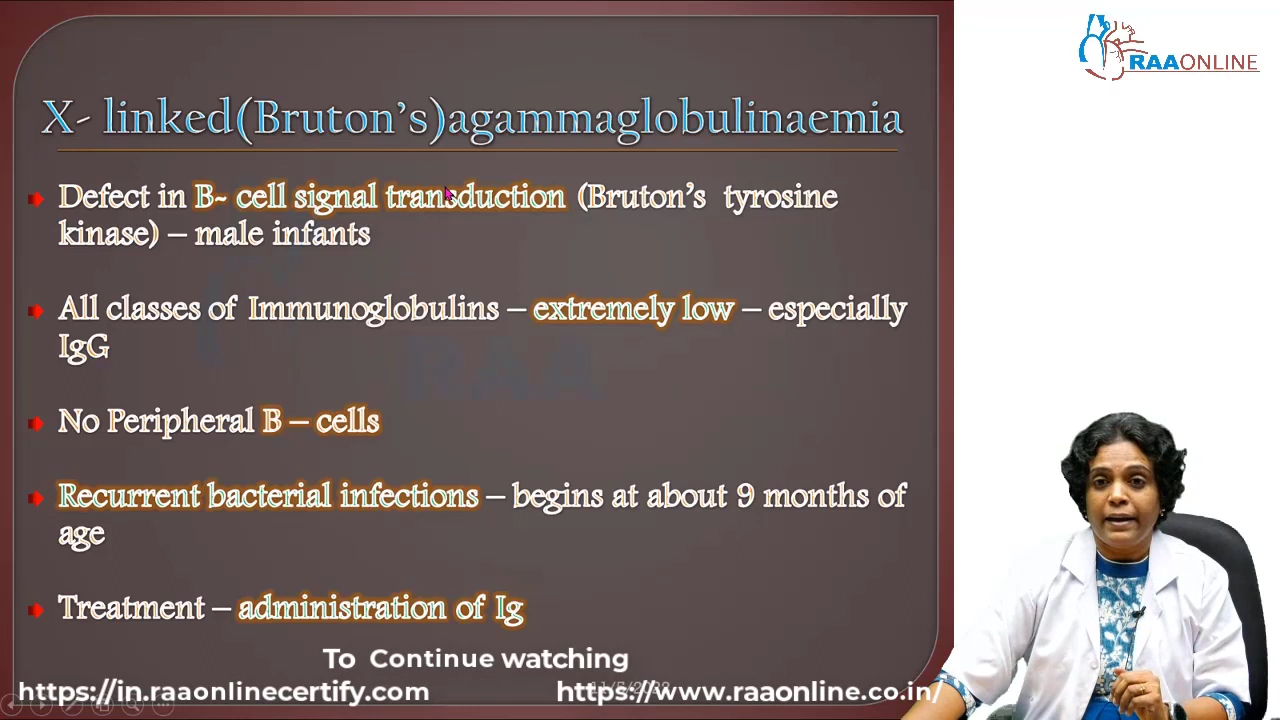 RAAONLINE
X- linked(Bruton's)agammaglobulinaemia
Defect in B- cell signal transduction (Bruton's tyrosine
kinase) – male infants
All classes of Immunoglobulins – extremely low – especially
IgG
RAA
No Peripheral B – cells
Recurrent bacterial infections – begins at about 9 months of
age
Treatment – administration of Ig
To Continue watching
https://in.raaonlinecertify.com https://www.raaonline.co.in/